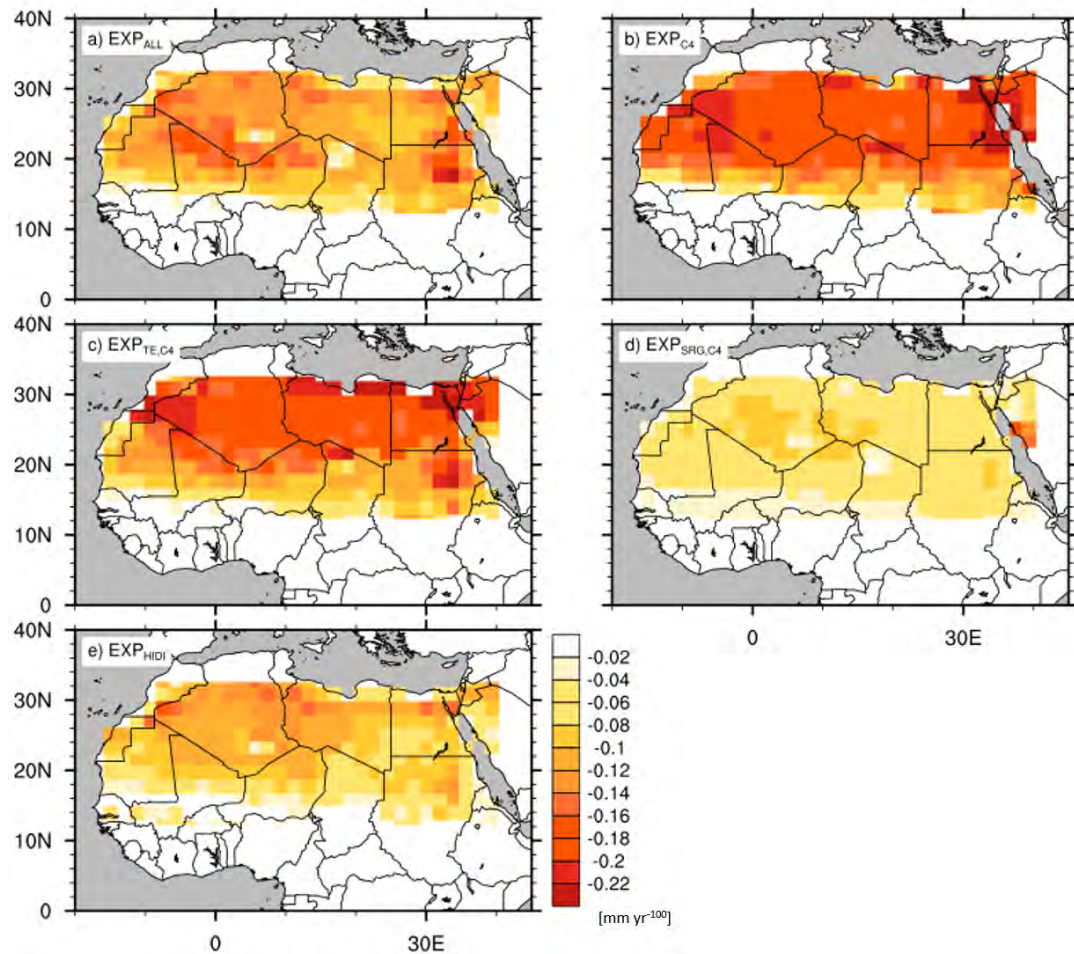 40N
30N
20N
10N
0
a) EXP_ALL
b) EXP_C4
40N
30N
20N
10N
0
c) EXP_TE,C4
d) EXP_SRG,C4
0
30E
40N
30N
20N
10N
0
e) EXP_HIDI
0
30E
-0.02
-0.04
-0.06
-0.08
-0.1
-0.12
-0.14
-0.16
-0.18
-0.2
-0.22
[mm yr⁻¹⁰⁰]